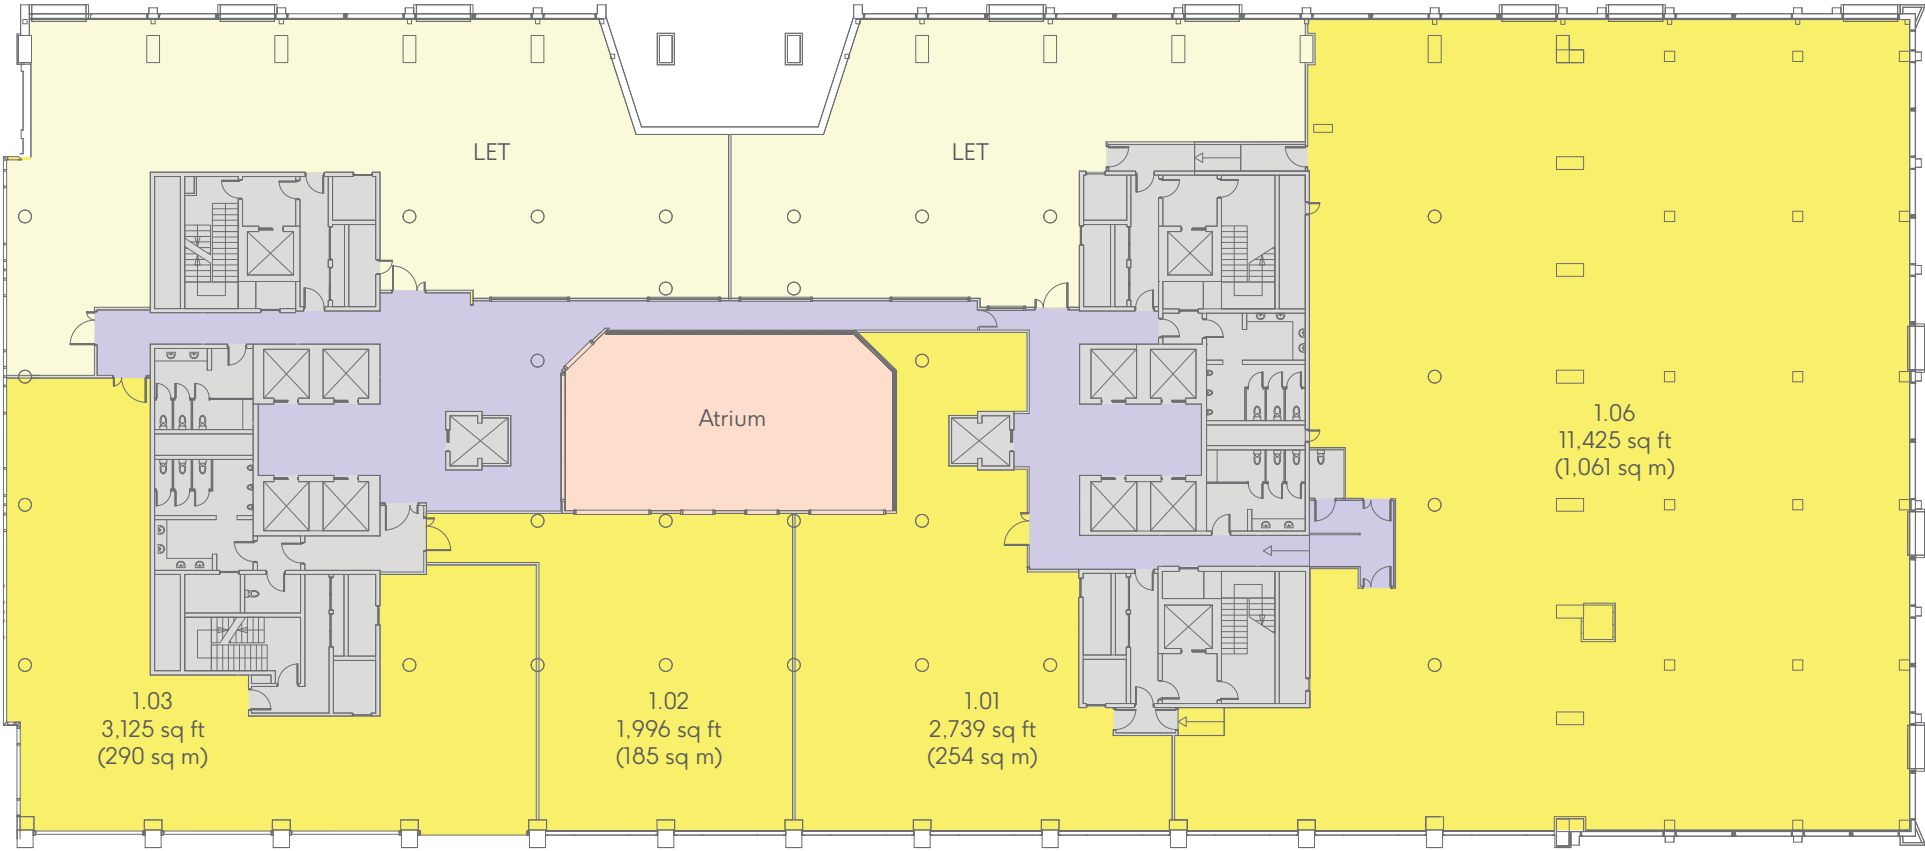 LET
LET
Atrium
1.06
11,425 sq ft
(1,061 sq m)
1.03
3,125 sq ft
(290 sq m)
1.02
1,996 sq ft
(185 sq m)
1.01
2,739 sq ft
(254 sq m)